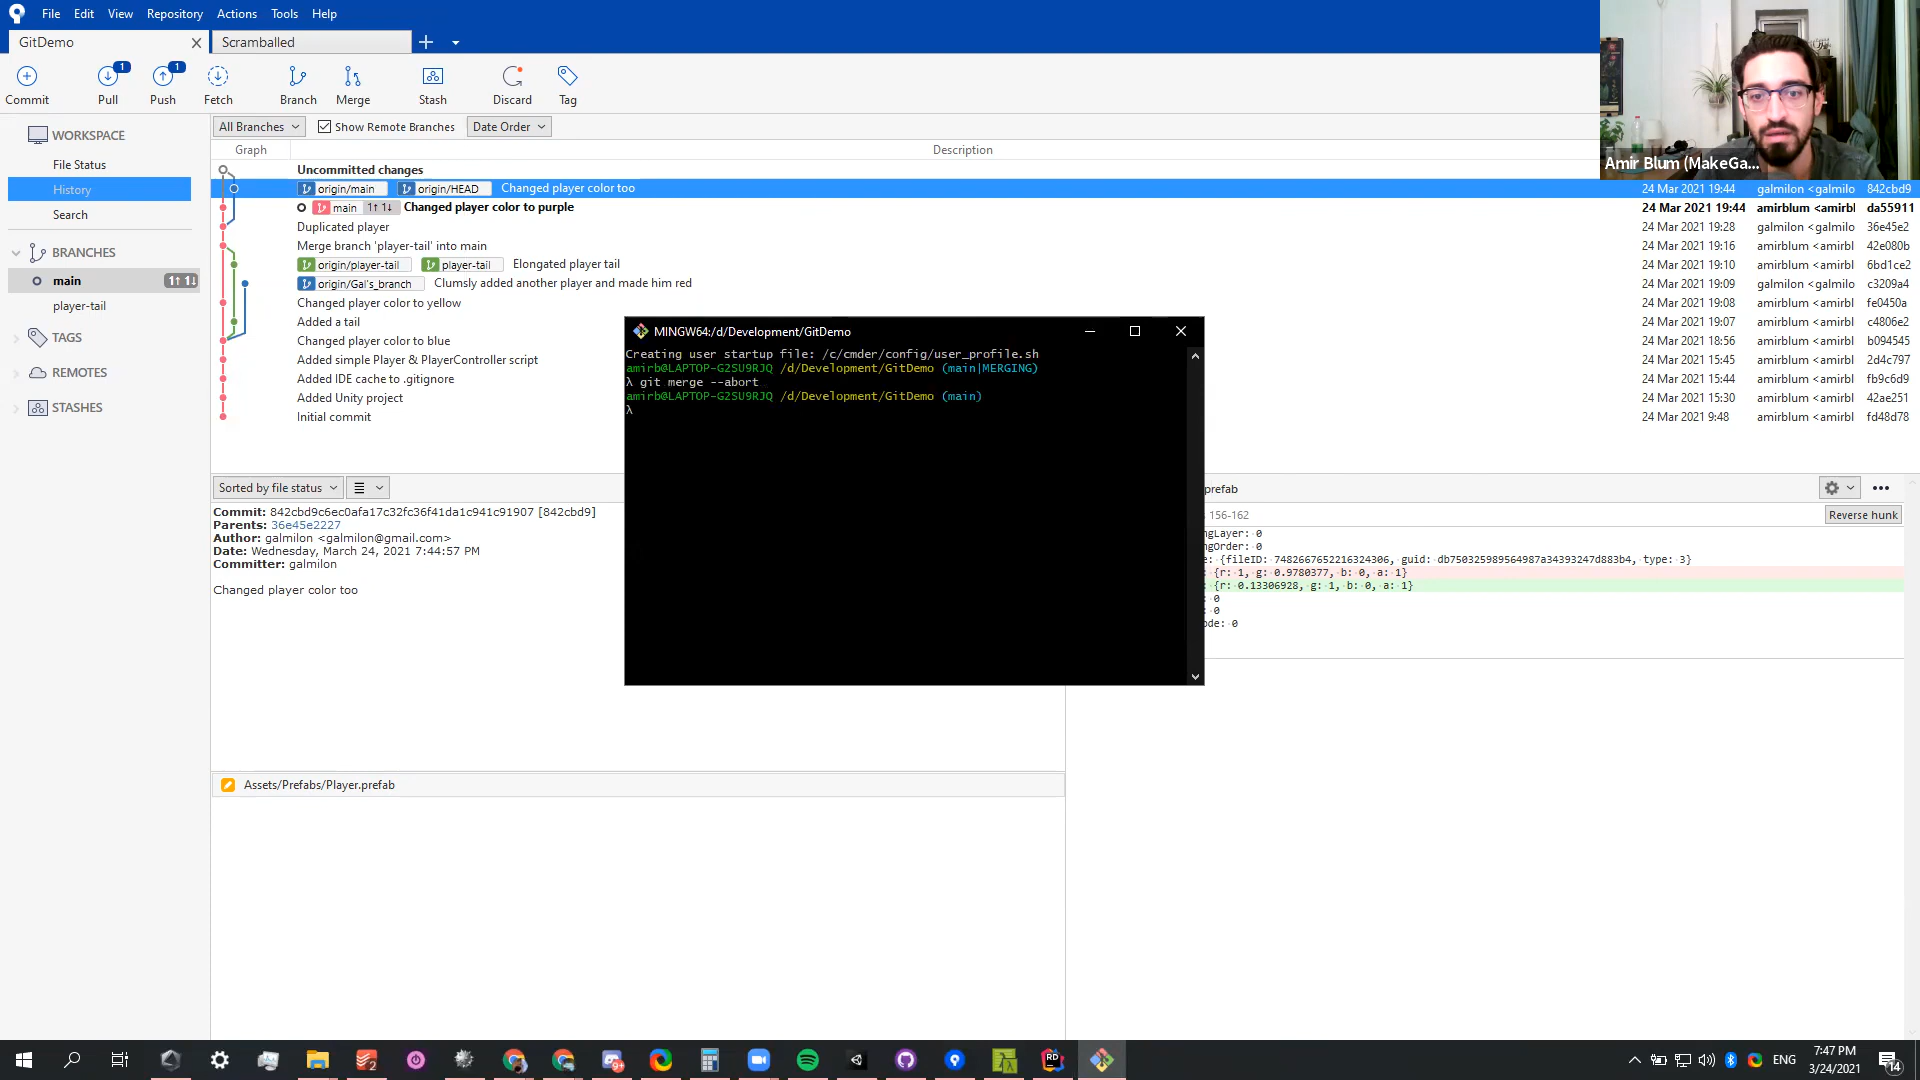 File Edit View Repository Actions Tools Help
GitDemo
Scramballed
Commit
1
Pull
1
Push
Fetch
Branch
Merge
Stash
Discard
Tag
Amir Blum (MakeGa...
WORKSPACE
File Status
History
Search
BRANCHES
main 1↑ 1↓
player-tail
TAGS
REMOTES
STASHES
All Branches
Show Remote Branches
Date Order
Graph Description
Uncommitted changes
origin/main origin/HEAD Changed player color too 24 Mar 2021 19:44 galmilon <galmilo 842cbd9
main 1↑ 1↓ Changed player color to purple 24 Mar 2021 19:44 amirblum <amirbl da55911
Duplicated player 24 Mar 2021 19:28 galmilon <galmilo 36e45e2
Merge branch 'player-tail' into main 24 Mar 2021 19:16 amirblum <amirbl 42e080b
origin/player-tail player-tail Elongated player tail 24 Mar 2021 19:10 amirblum <amirbl 6bd1ce2
origin/Gal's_branch Clumsly added another player and made him red 24 Mar 2021 19:09 galmilon <galmilo c3209a4
Changed player color to yellow 24 Mar 2021 19:08 amirblum <amirbl fe0450a
Added a tail 24 Mar 2021 19:07 amirblum <amirbl c4806e2
Changed player color to blue 24 Mar 2021 18:56 amirblum <amirbl b094545
Added simple Player & PlayerController script 24 Mar 2021 15:45 amirblum <amirbl 2d4c797
Added IDE cache to .gitignore 24 Mar 2021 15:44 amirblum <amirbl fb9c6d9
Added Unity project 24 Mar 2021 15:30 amirblum <amirbl 42ae251
Initial commit 24 Mar 2021 9:48 amirblum <amirbl fd48d78
MINGW64:/d/Development/GitDemo
Creating user startup file: /c/cmder/config/user_profile.sh
amirb@LAPTOP-G2SU9RJQ /d/Development/GitDemo (main|MERGING)
λ git merge --abort
amirb@LAPTOP-G2SU9RJQ /d/Development/GitDemo (main)
λ
Sorted by file status
Commit: 842cbd9c6ec0afa17c32fc36f41da1c941c91907 [842cbd9]
Parents: 36e45e2227
Author: galmilon <galmilon@gmail.com>
Date: Wednesday, March 24, 2021 7:44:57 PM
Committer: galmilon
Changed player color too
Assets/Prefabs/Player.prefab
prefab
156-162
Reverse hunk
ngLayer: 0
ngOrder: 0
e: {fileID: 7482667652216324306, guid: db750325989564987a34393247d883b4, type: 3}
: {r: 1, g: 0.9780377, b: 0, a: 1}
: {r: 0.13306928, g: 1, b: 0, a: 1}
: 0
: 0
ode: 0
ENG
7:47 PM
3/24/2021
14